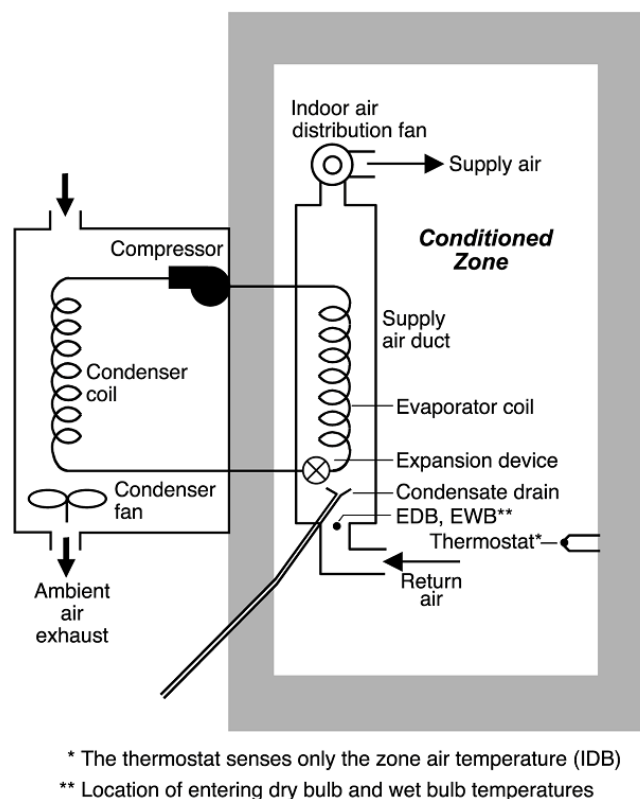 Indoor air
distribution fan
Supply air
Conditioned
Zone
Compressor
Supply
air duct
Condenser
coil
Evaporator coil
Expansion device
Condenser
fan
Condensate drain
EDB, EWB**
Thermostat*
Return
air
Ambient
air
exhaust
* The thermostat senses only the zone air temperature (IDB)
** Location of entering dry bulb and wet bulb temperatures